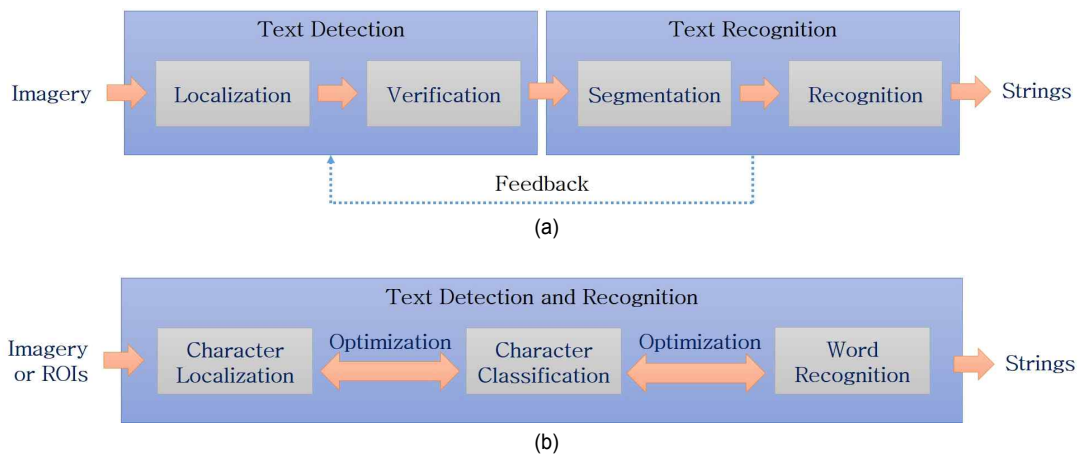 Text Detection
Text Recognition
Imagery
Localization
Verification
Segmentation
Recognition
Strings
Feedback
(a)
Text Detection and Recognition
Imagery
or ROIs
Character
Localization
Optimization
Character
Classification
Optimization
Word
Recognition
Strings
(b)